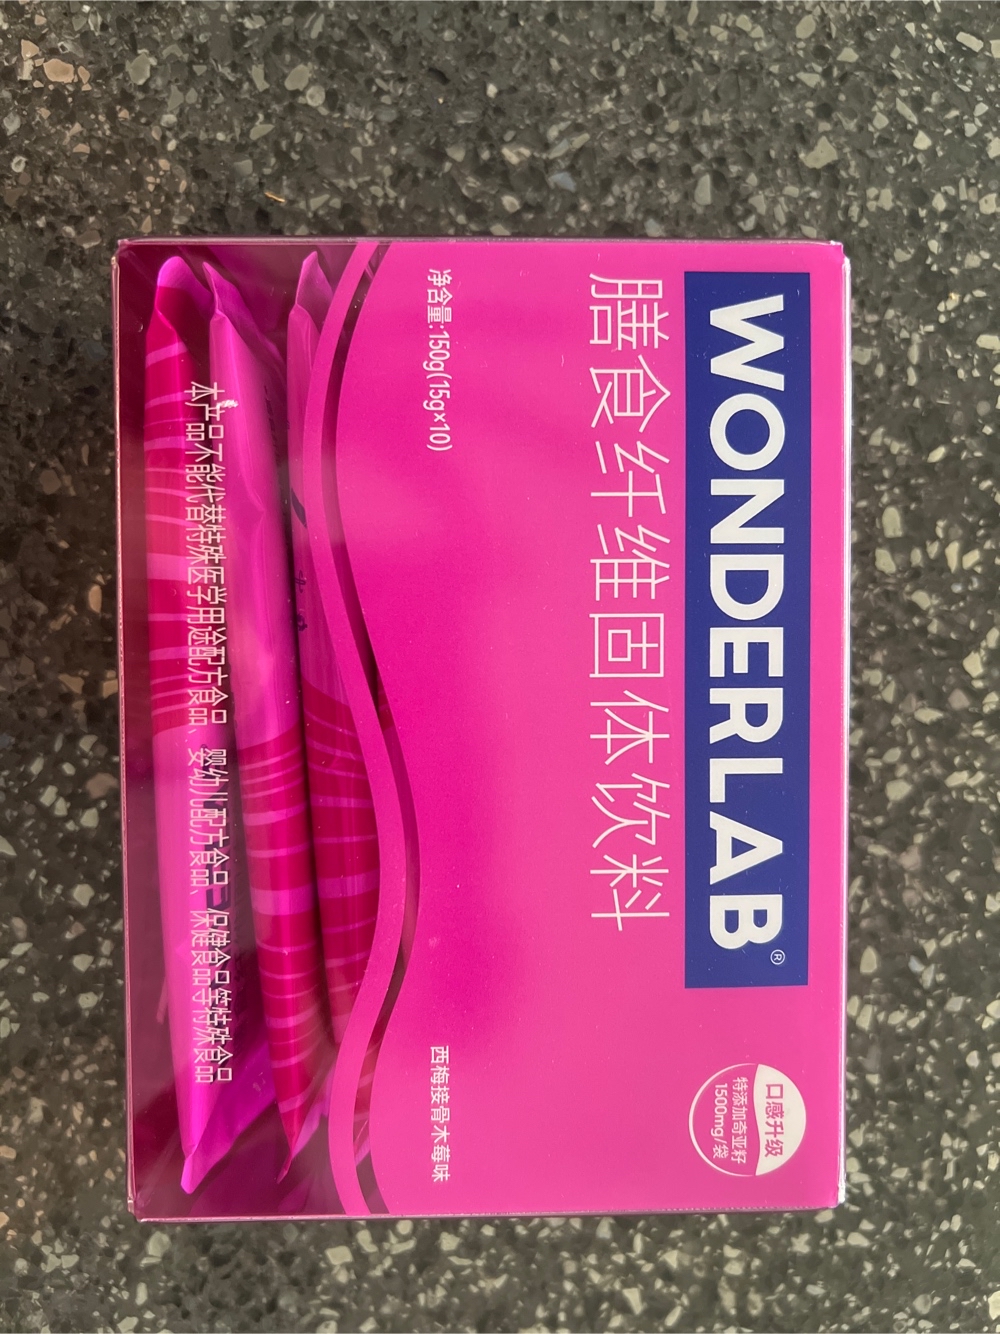 WONDERLAB®
膳食纤维固体饮料
口感升级
特添加奇亚籽
1500mg/袋
净含量:150g(15g×10)
西梅接骨木莓味
本产品不能代替特殊医学用途配方食品、婴幼儿配方食品、保健食品等特殊食品